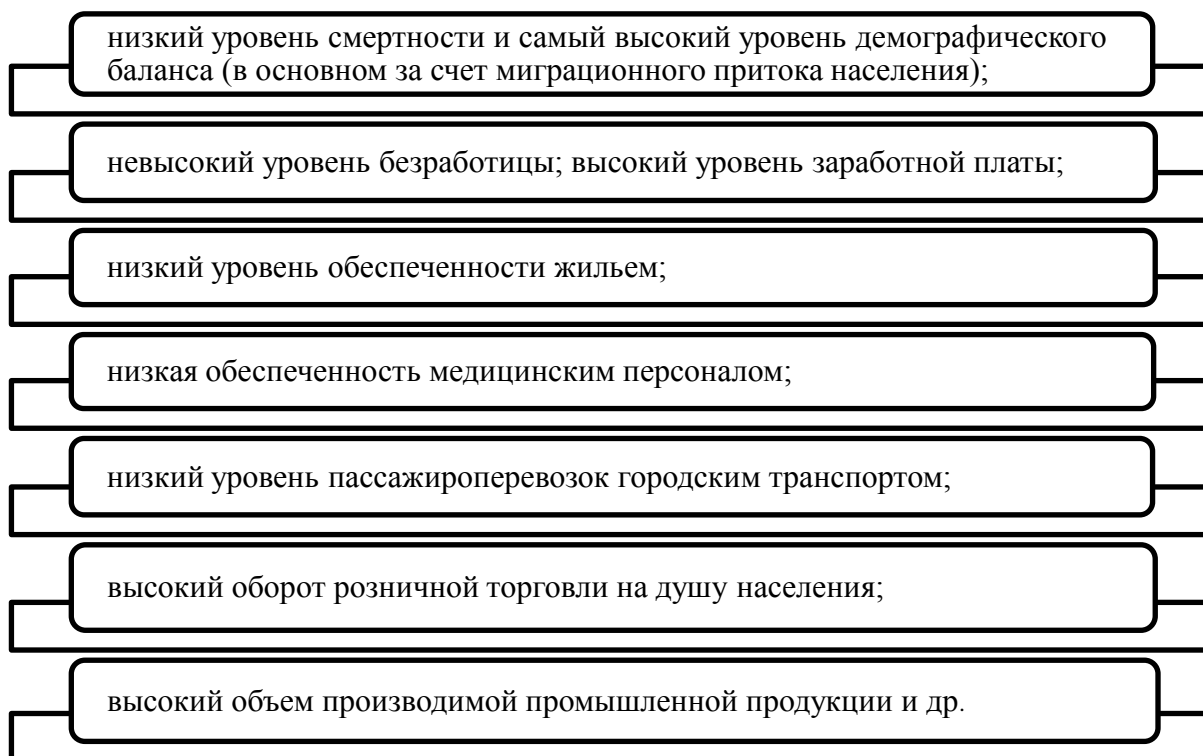 низкий уровень смертности и самый высокий уровень демографического
баланса (в основном за счет миграционного притока населения);
невысокий уровень безработицы; высокий уровень заработной платы;
низкий уровень обеспеченности жильем;
низкая обеспеченность медицинским персоналом;
низкий уровень пассажироперевозок городским транспортом;
высокий оборот розничной торговли на душу населения;
высокий объем производимой промышленной продукции и др.